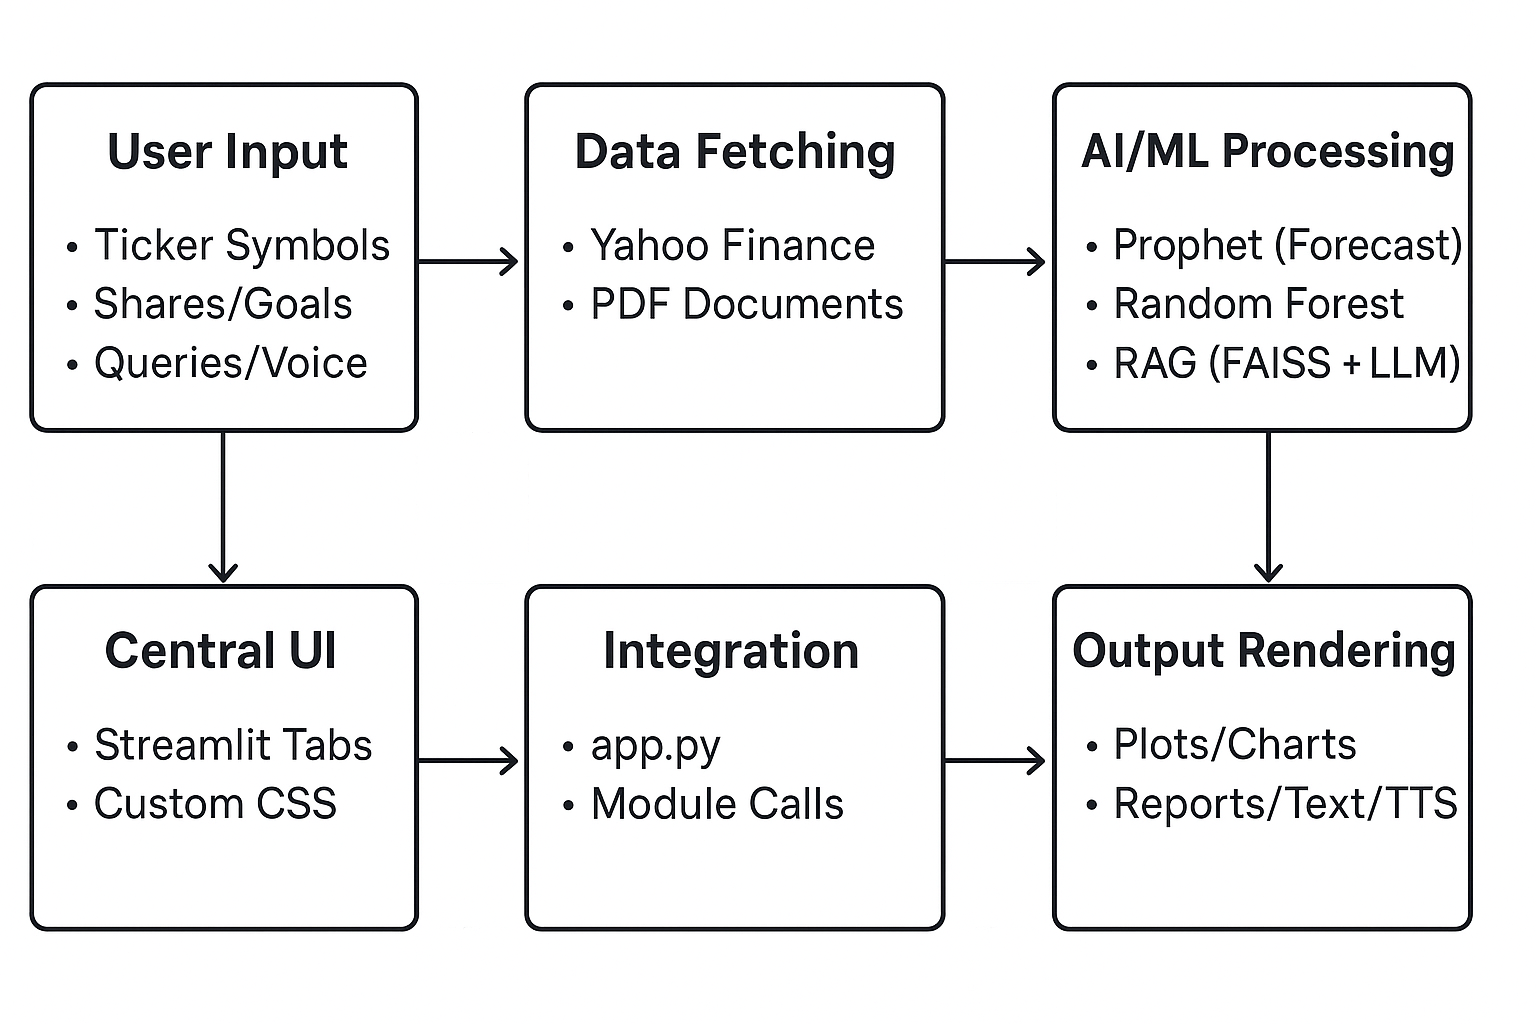 User Input
• Ticker Symbols
• Shares/Goals
• Queries/Voice
Data Fetching
• Yahoo Finance
• PDF Documents
AI/ML Processing
• Prophet (Forecast)
• Random Forest
• RAG (FAISS + LLM)
Central UI
• Streamlit Tabs
• Custom CSS
Integration
• app.py
• Module Calls
Output Rendering
• Plots/Charts
• Reports/Text/TTS